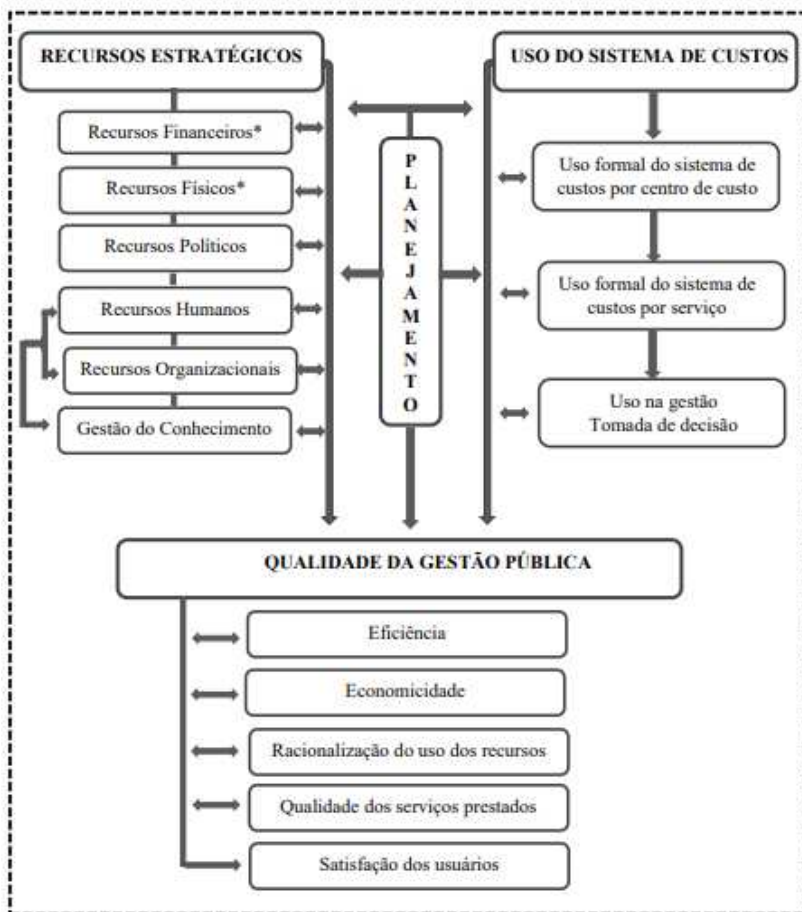 RECURSOS ESTRATÉGICOS
Recursos Financeiros*
Recursos Físicos*
Recursos Políticos
Recursos Humanos
Recursos Organizacionais
Gestão do Conhecimento
PLANEJAMENTO
USO DO SISTEMA DE CUSTOS
Uso formal do sistema de
custos por centro de custo
Uso formal do sistema de
custos por serviço
Uso na gestão
Tomada de decisão
QUALIDADE DA GESTÃO PÚBLICA
Eficiência
Economicidade
Racionalização do uso dos recursos
Qualidade dos serviços prestados
Satisfação dos usuários